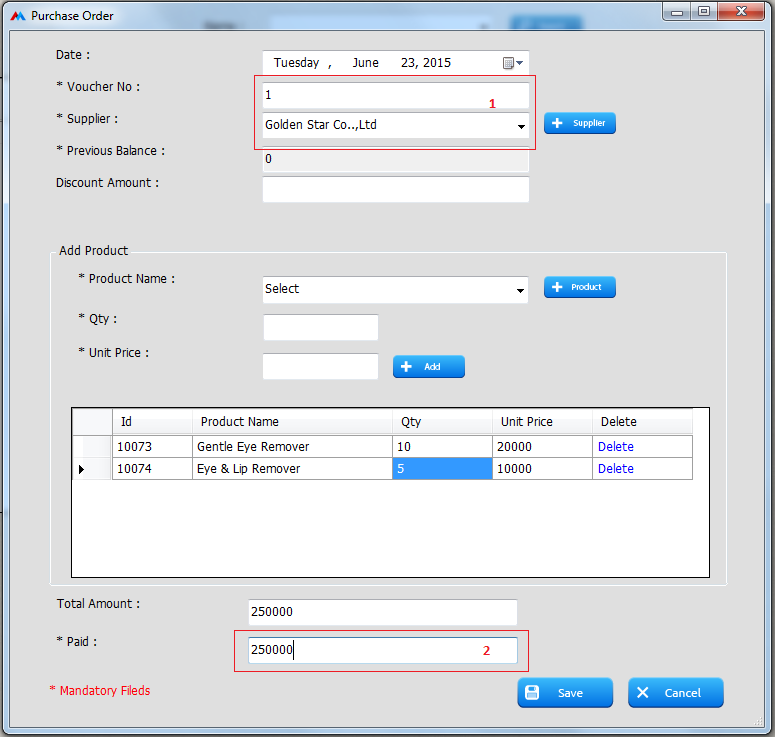 Purchase Order
Date :
Tuesday , June 23, 2015
* Voucher No :
1
1
* Supplier :
Golden Star Co..,Ltd
Supplier
* Previous Balance :
0
Discount Amount :
Add Product
* Product Name :
Select
Product
* Qty :
* Unit Price :
Add
Id Product Name Qty Unit Price Delete
10073 Gentle Eye Remover 10 20000 Delete
10074 Eye & Lip Remover 5 10000 Delete
Total Amount :
250000
* Paid :
250000
2
* Mandatory Fileds
Save
Cancel